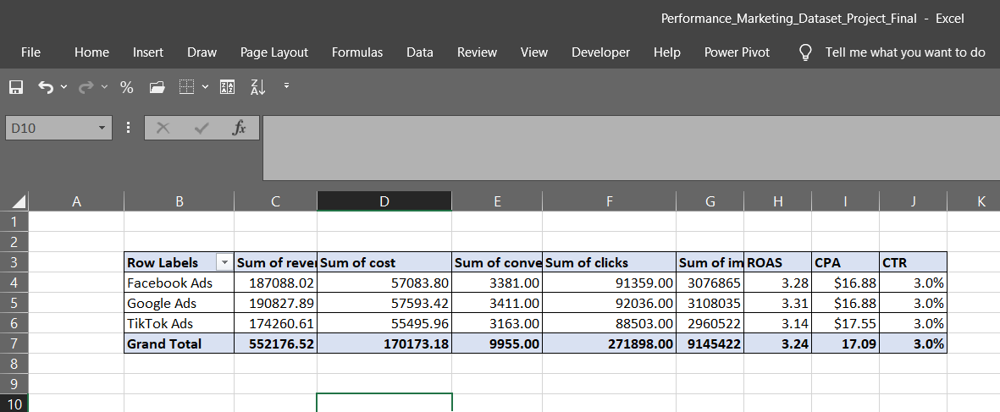 Performance_Marketing_Dataset_Project_Final - Excel
File Home Insert Draw Page Layout Formulas Data Review View Developer Help Power Pivot Tell me what you want to do
%
D10 fx
A B C D E F G H I J K
1
2
3 Row Labels Sum of reve Sum of cost Sum of conve Sum of clicks Sum of im ROAS CPA CTR
4 Facebook Ads 187088.02 57083.80 3381.00 91359.00 3076865 3.28 $16.88 3.0%
5 Google Ads 190827.89 57593.42 3411.00 92036.00 3108035 3.31 $16.88 3.0%
6 TikTok Ads 174260.61 55495.96 3163.00 88503.00 2960522 3.14 $17.55 3.0%
7 Grand Total 552176.52 170173.18 9955.00 271898.00 9145422 3.24 17.09 3.0%
8
9
10